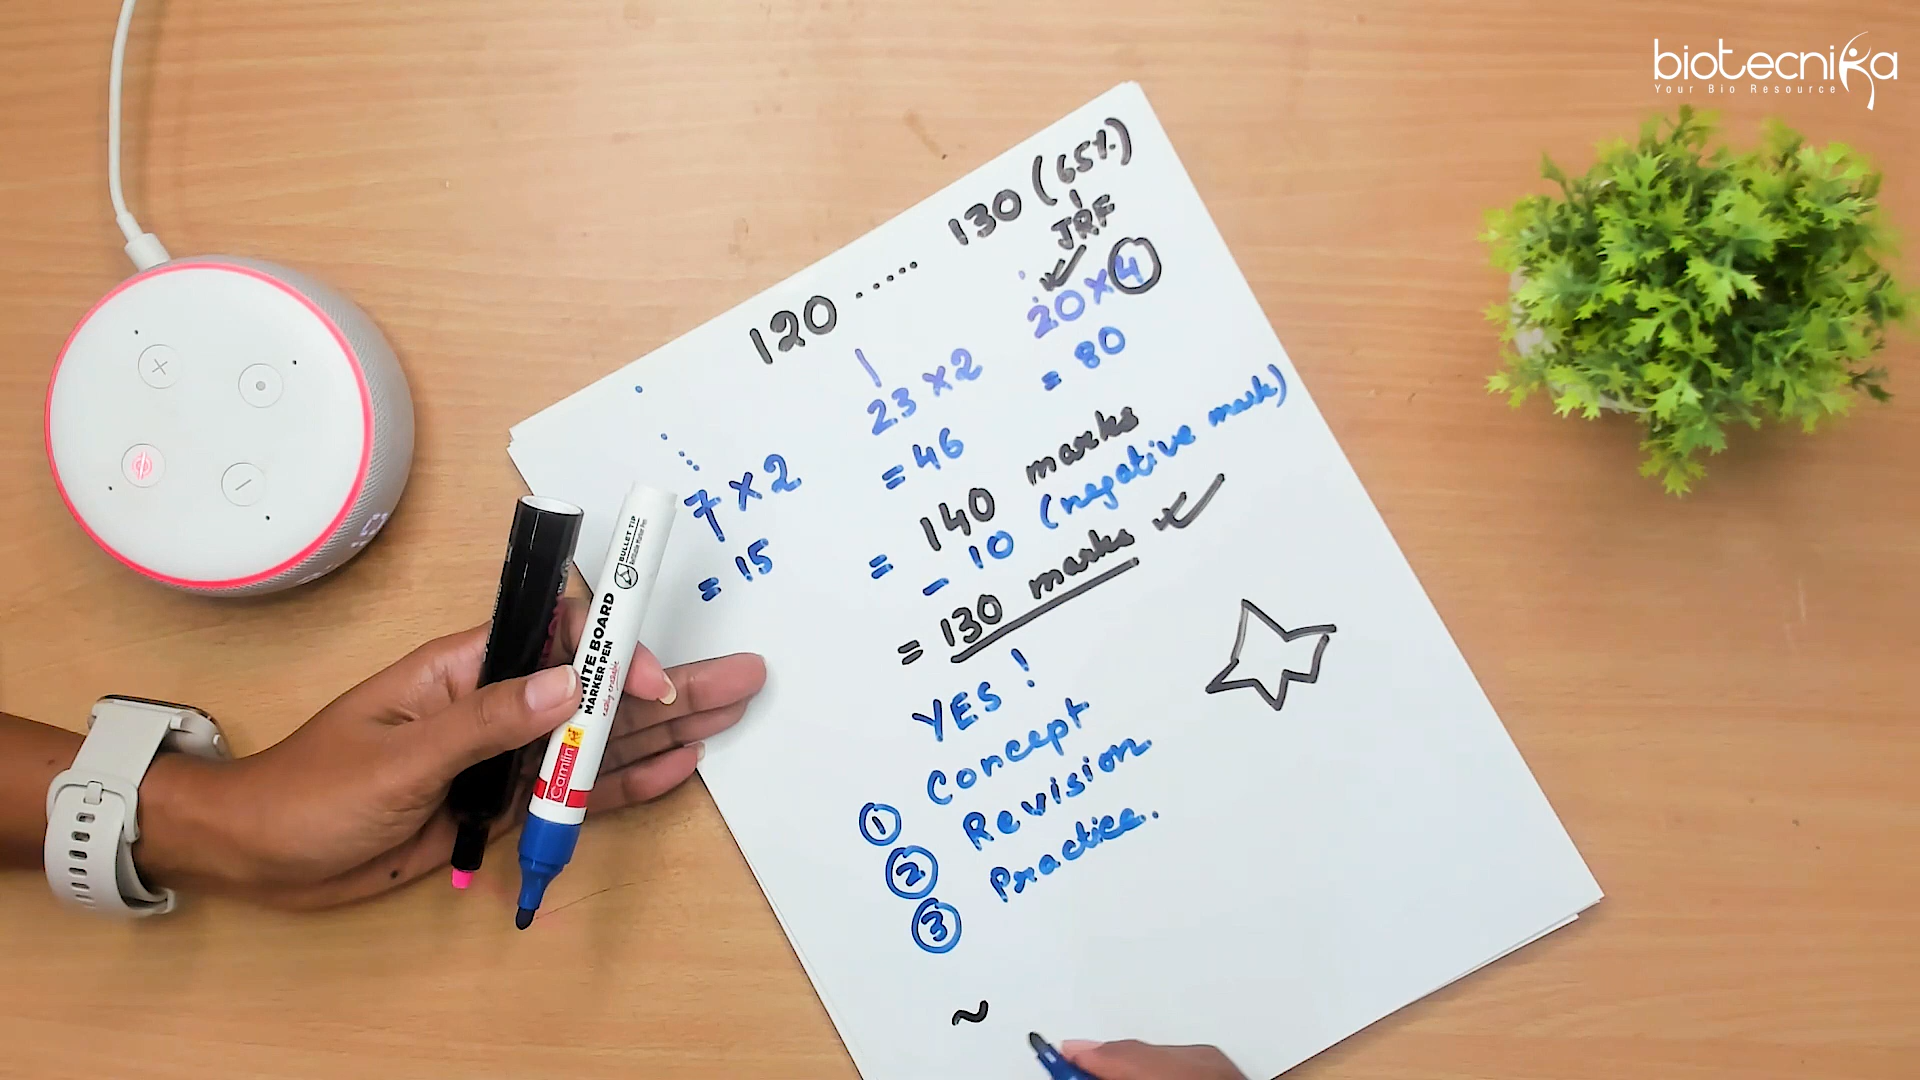 biotecnika
Your Bio Resource
120 ...... 130 (65%)
JRF
7 x 2
= 15
23 x 2
= 46
20 x 4
= 80
= 140 marks
- 10 (negative mark)
= 130 marks
YES!
1 Concept
2 Revision
3 Practice.
~
WHITE BOARD
MARKER PEN
BULLET TIP
Camlin